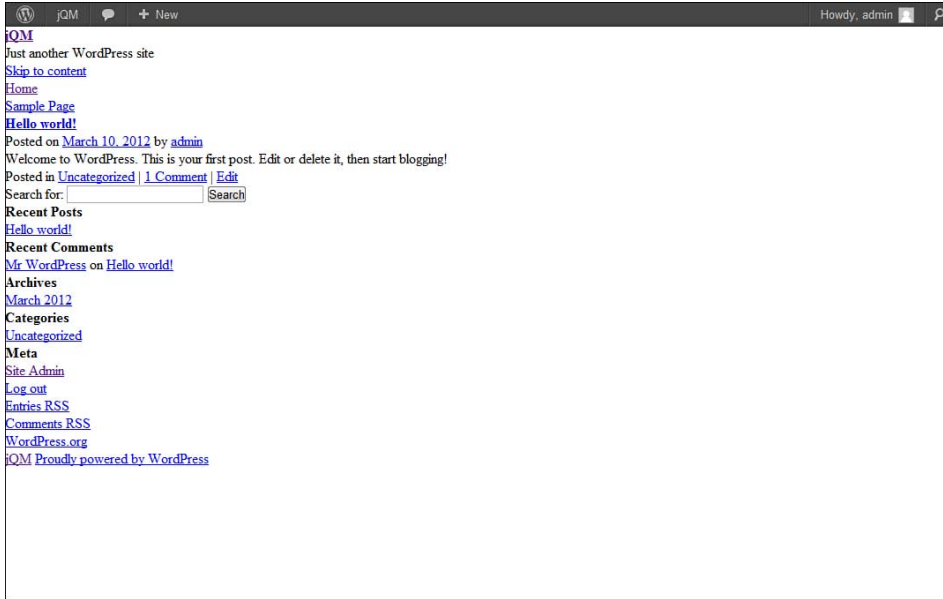 jQM + New Howdy, admin
jQM
Just another WordPress site
Skip to content
Home
Sample Page
Hello world!
Posted on March 10, 2012 by admin
Welcome to WordPress. This is your first post. Edit or delete it, then start blogging!
Posted in Uncategorized | 1 Comment | Edit
Search for: Search
Recent Posts
Hello world!
Recent Comments
Mr WordPress on Hello world!
Archives
March 2012
Categories
Uncategorized
Meta
Site Admin
Log out
Entries RSS
Comments RSS
WordPress.org
jQM Proudly powered by WordPress